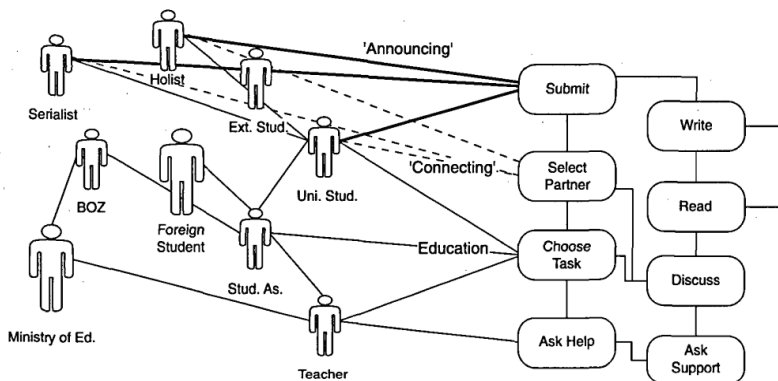 'Announcing'
Holist
Serialist
Ext. Stud.
Submit
Write
BOZ
Foreign
Student
Uni. Stud.
'Connecting'
Select
Partner
Read
Stud. As.
Education
Choose
Task
Discuss
Ministry of Ed.
Teacher
Ask Help
Ask
Support